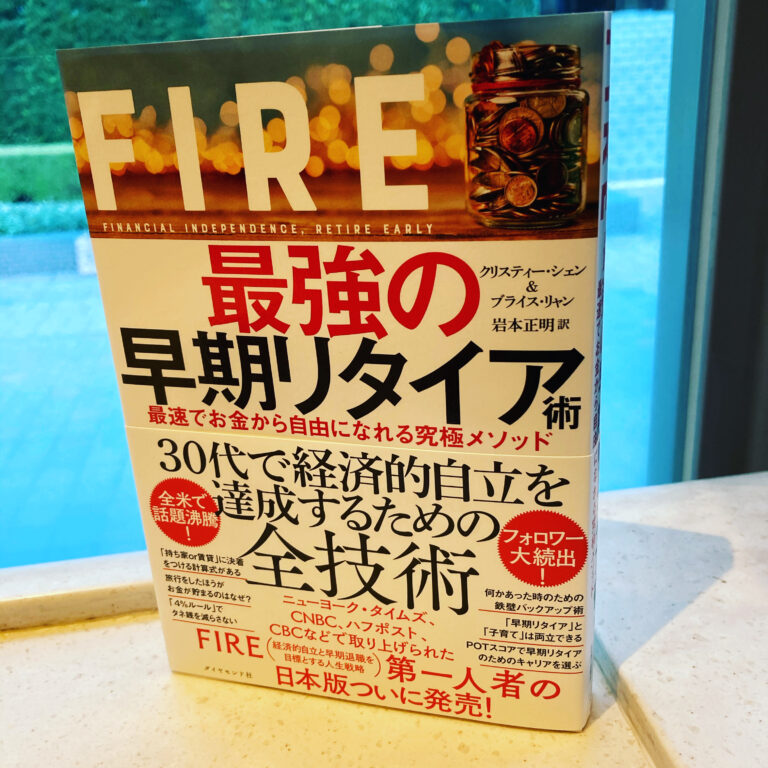 FIRE
FINANCIAL INDEPENDENCE, RETIRE EARLY
最強の
早期リタイア術
最速でお金から自由になれる究極メソッド
クリスティー・シェン
&
ブライス・リャン
岩本正明 訳
30代で経済的自立を
達成するための
全技術
全米で
話題沸騰
!
フォロワー
大続出
!
「持ち家or賃貸」に決着
をつける計算式がある
旅行をしたほうが
お金が貯まるのはなぜ?
「4%ルール」で
タネ銭を減らさない
何かあった時のための
鉄壁バックアップ術
「早期リタイア」と
「子育て」は両立できる
POTスコアで早期リタイア
のためのキャリアを選ぶ
ニューヨーク・タイムズ、
CNBC、ハフポスト、
CBCなどで取り上げられた
FIRE(経済的自立と早期退職を
目標とする人生戦略)第一人者の
日本版ついに発売!
ダイヤモンド社